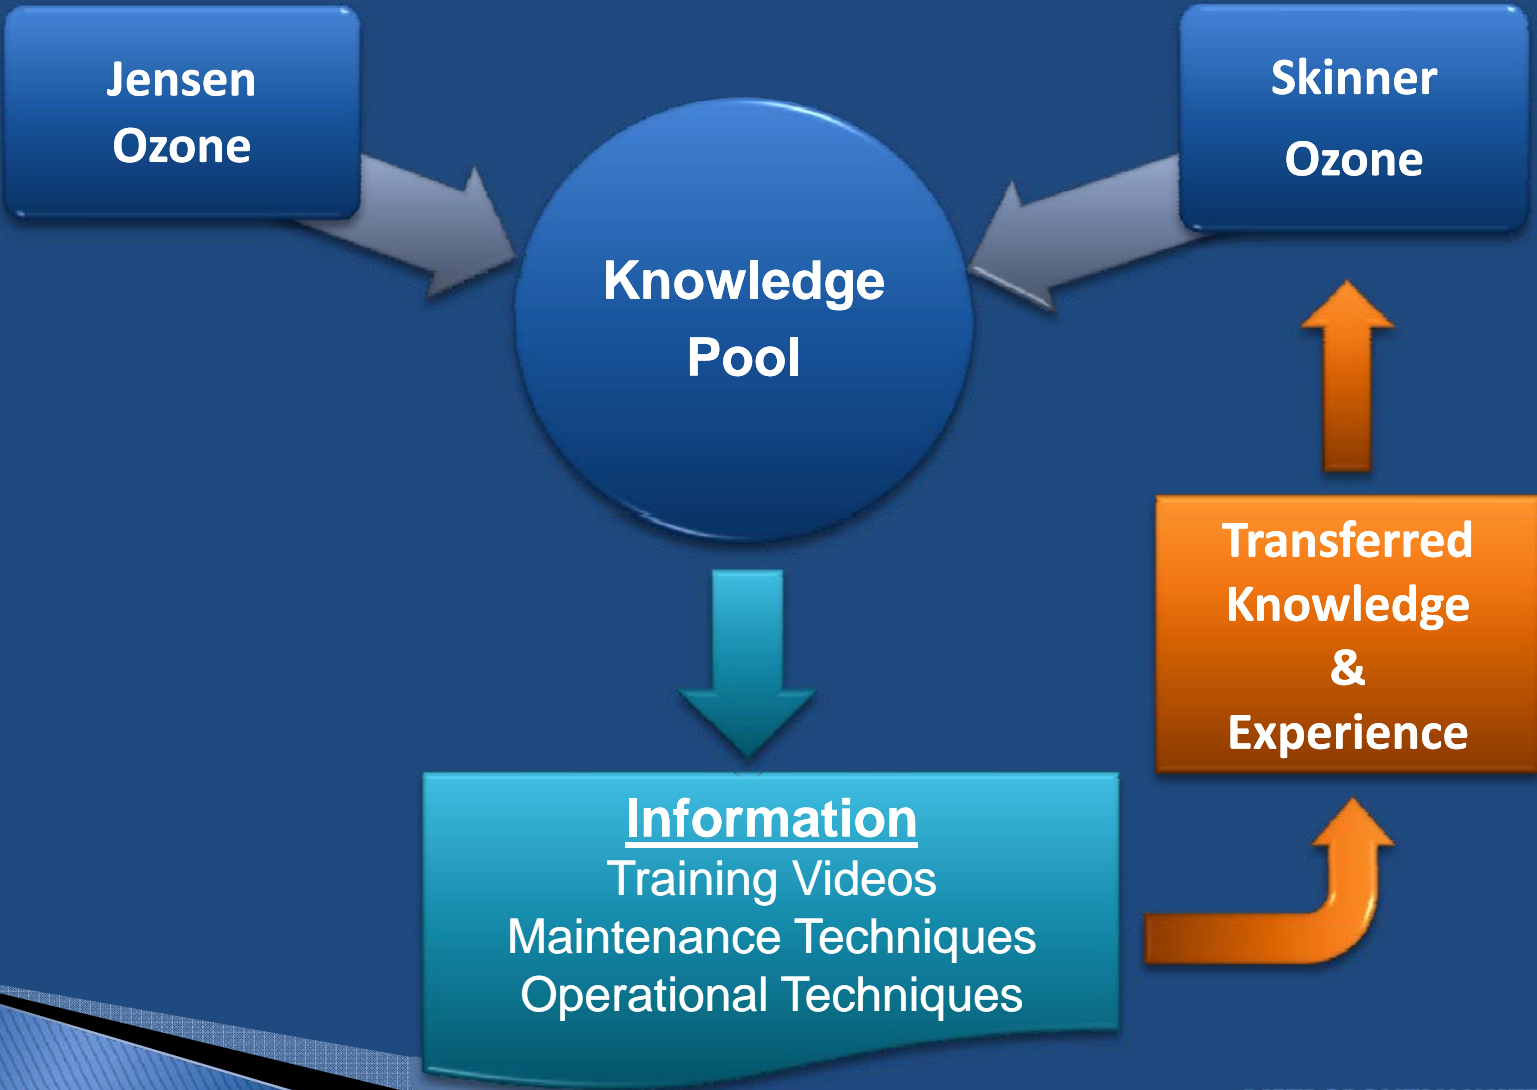 Jensen
Ozone
Skinner
Ozone
Knowledge
Pool
Transferred
Knowledge
&
Experience
Information
Training Videos
Maintenance Techniques
Operational Techniques